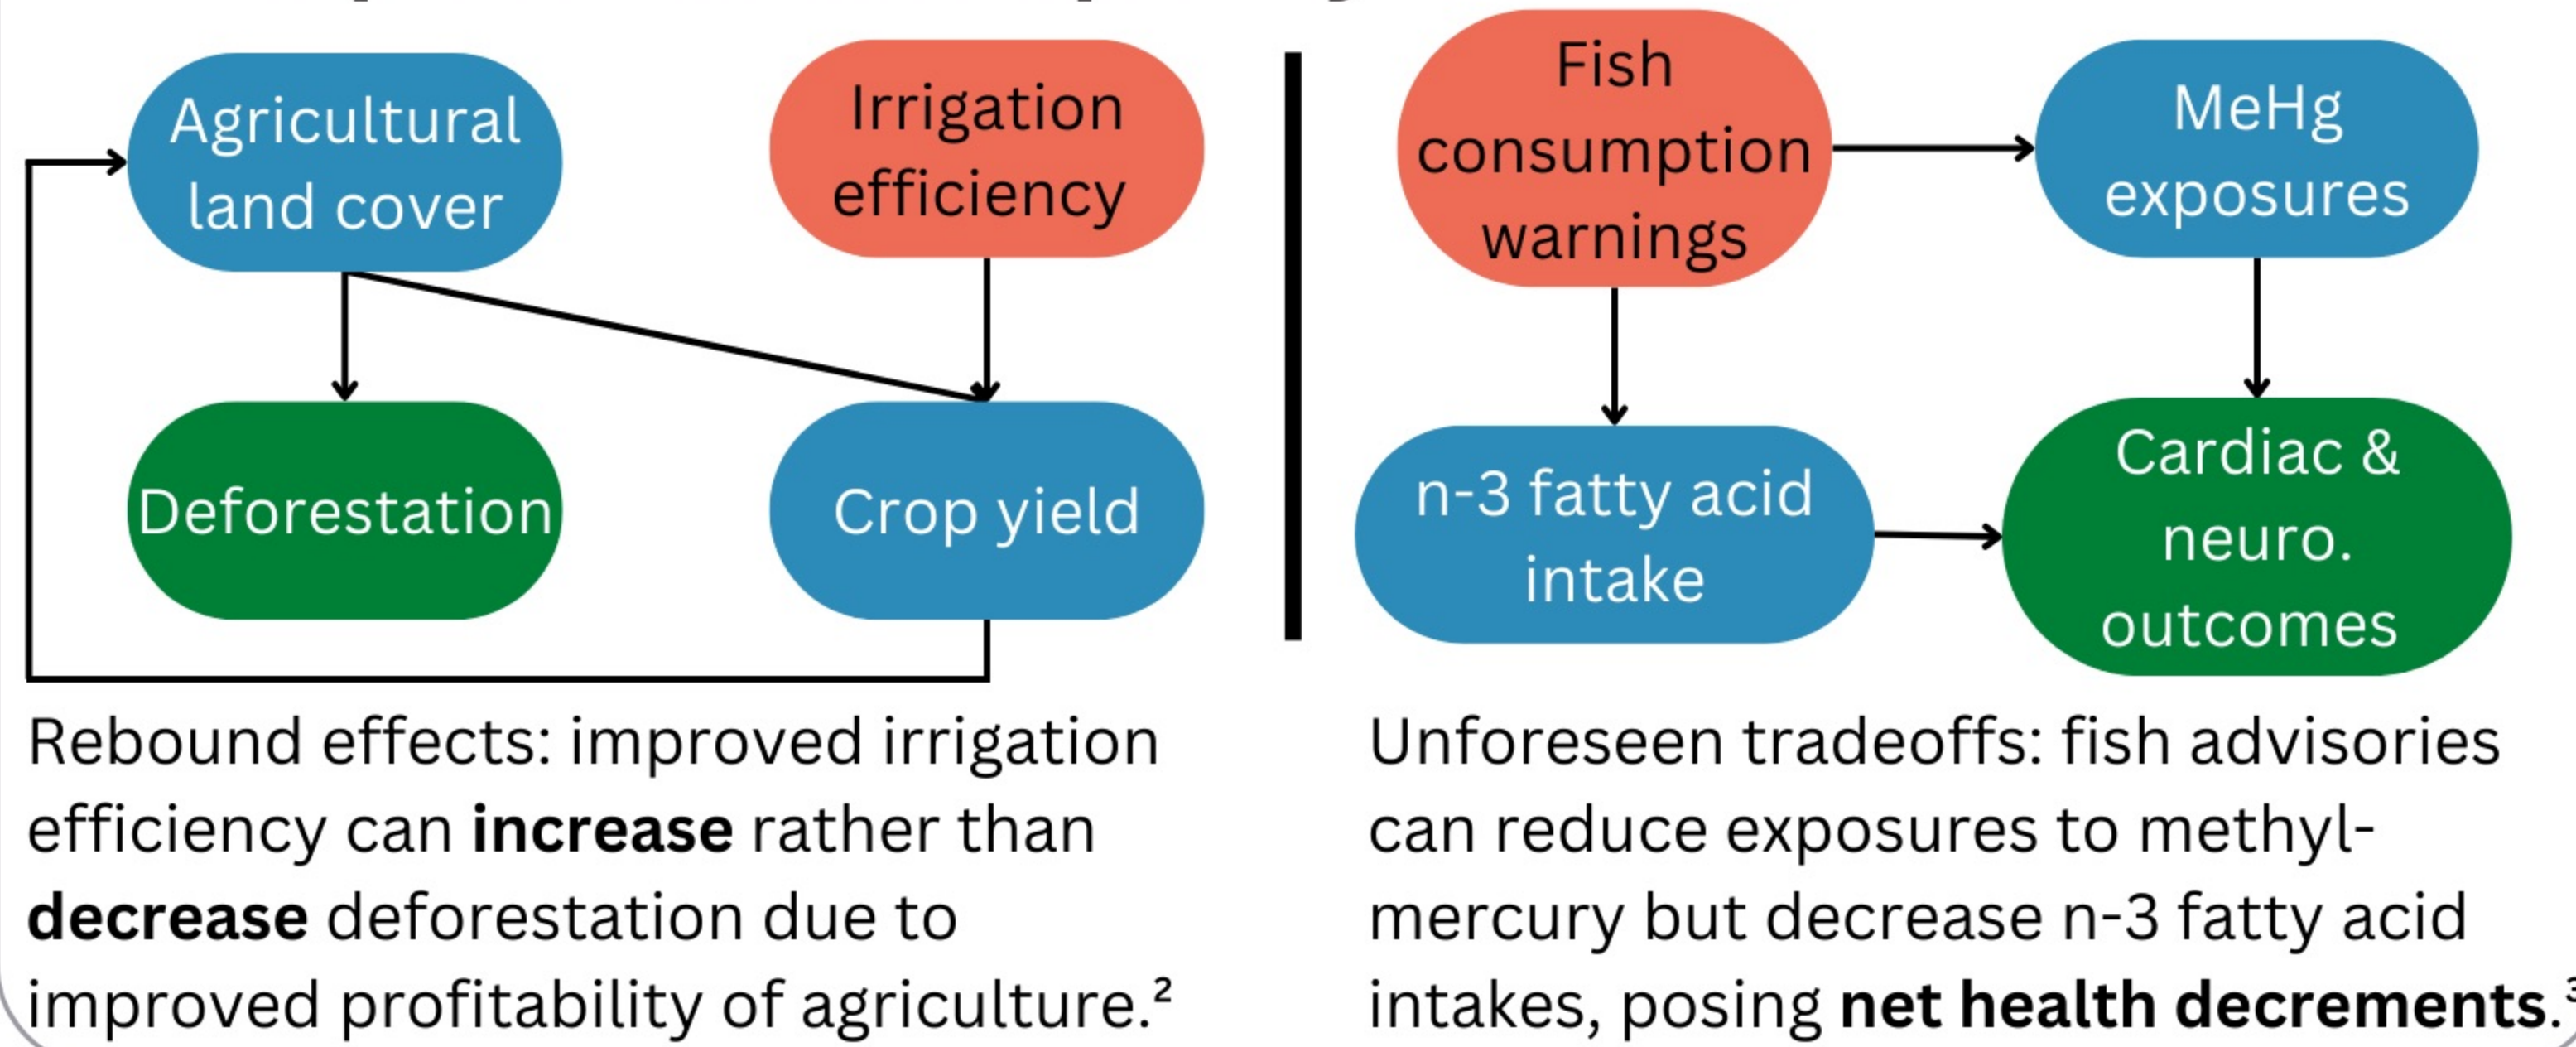 Agricultural
land cover
Irrigation
efficiency
Deforestation
Crop yield
Rebound effects: improved irrigation
efficiency can increase rather than
decrease deforestation due to
improved profitability of agriculture.²
Fish
consumption
warnings
MeHg
exposures
n-3 fatty acid
intake
Cardiac &
neuro.
outcomes
Unforeseen tradeoffs: fish advisories
can reduce exposures to methyl-
mercury but decrease n-3 fatty acid
intakes, posing net health decrements.³